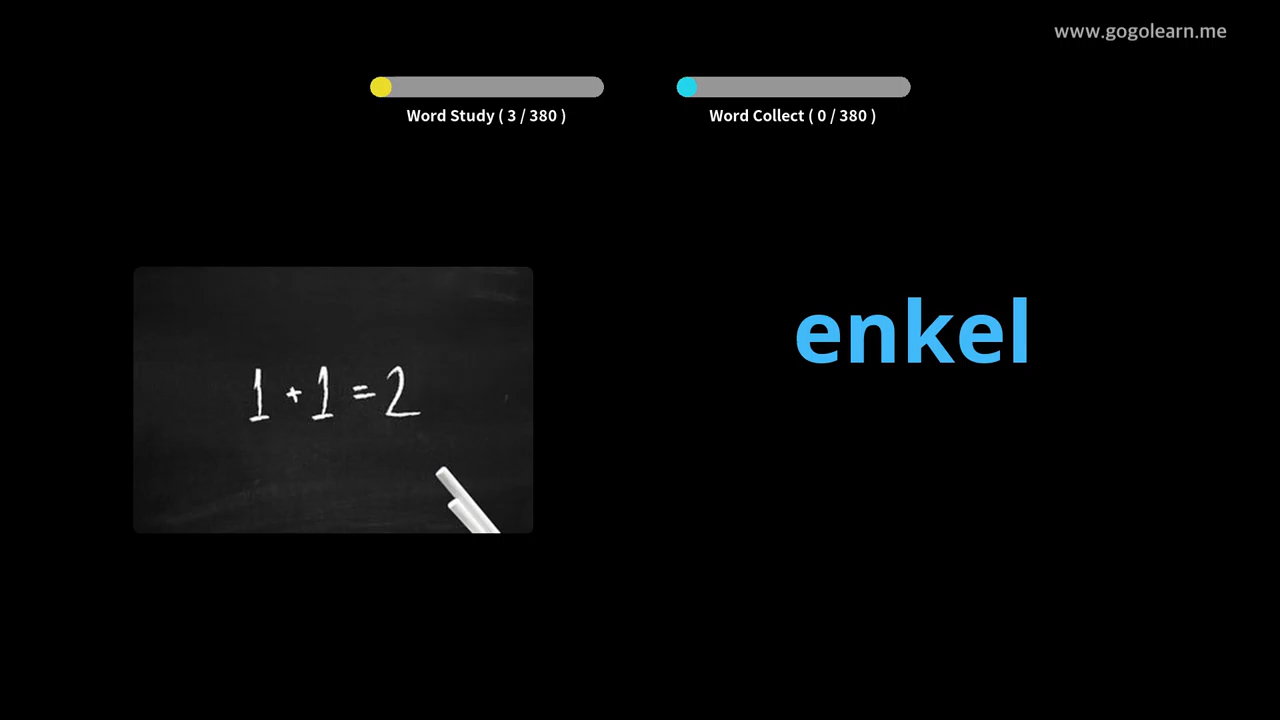 www.gogolearn.me
Word Study ( 3 / 380 )
Word Collect ( 0 / 380 )
enkel
1 + 1 = 2